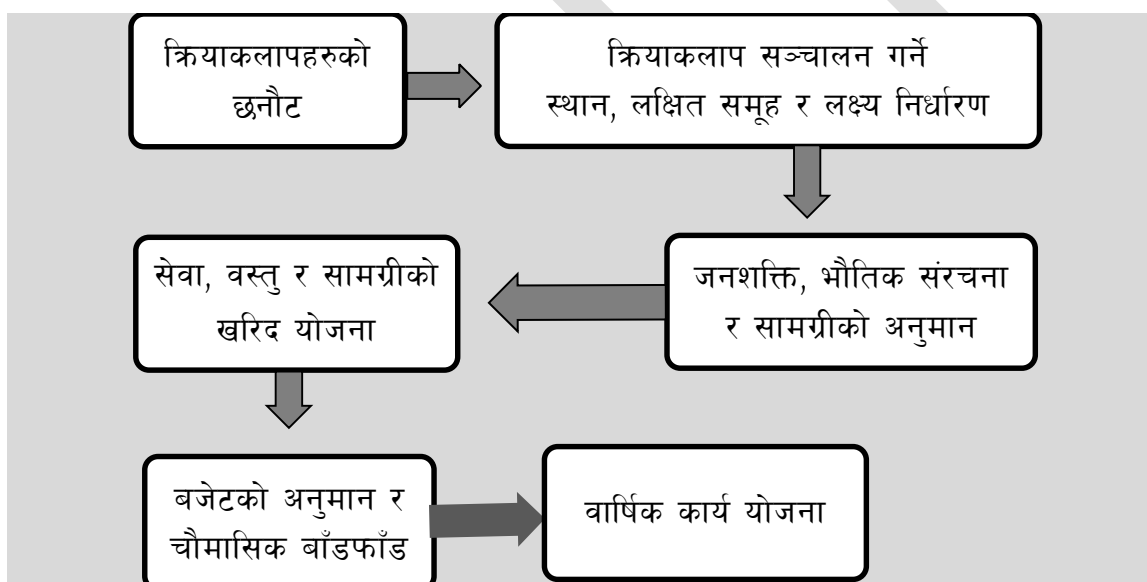 क्रियाकलापहरुको
छनौट
क्रियाकलाप सञ्चालन गर्ने
स्थान, लक्षित समूह र लक्ष्य निर्धारण
जनशक्ति, भौतिक संरचना
र सामग्रीको अनुमान
सेवा, वस्तु र सामग्रीको
खरिद योजना
बजेटको अनुमान र
चौमासिक बाँडफाँड
वार्षिक कार्य योजना